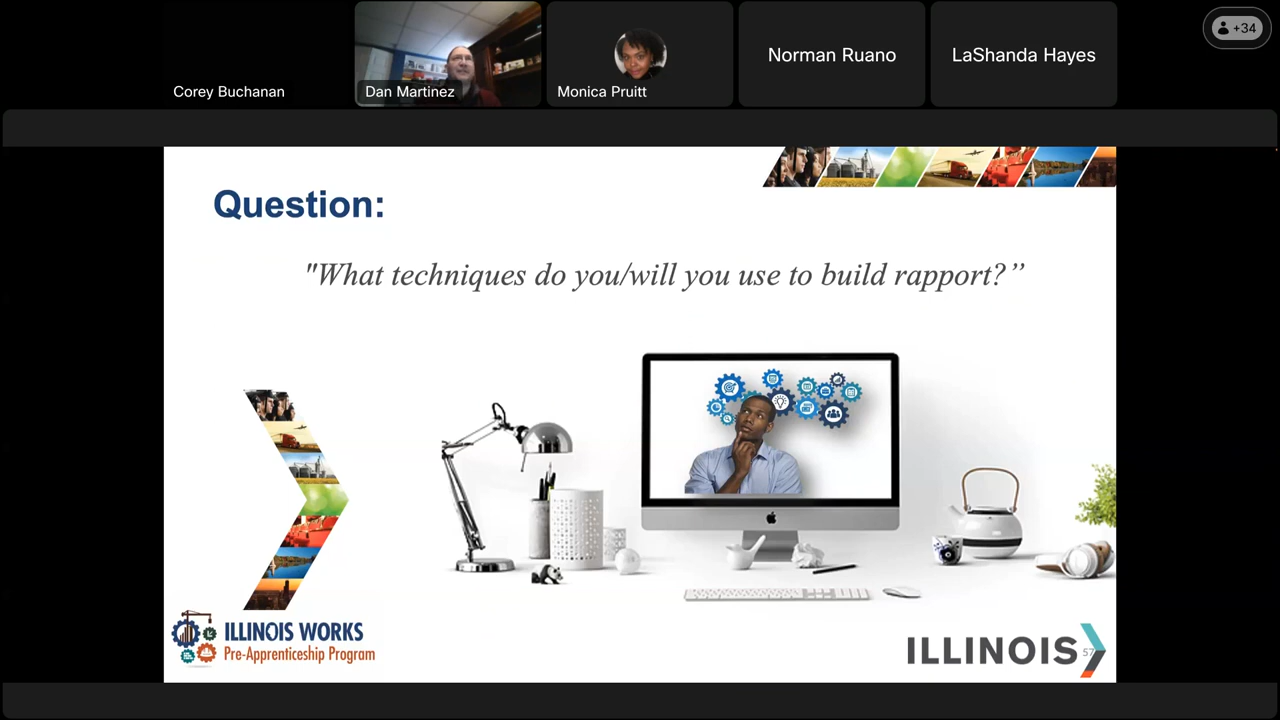 Corey Buchanan
Dan Martinez
Monica Pruitt
Norman Ruano
LaShanda Hayes
+34
Question:
"What techniques do you/will you use to build rapport?”
ILLINOIS WORKS
Pre-Apprenticeship Program
ILLINOIS
57